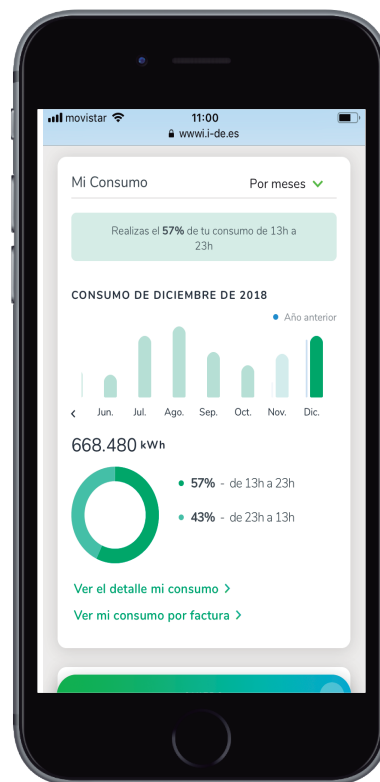 movistar 11:00
wwwi.i-de.es
Mi Consumo Por meses
Realizas el 57% de tu consumo de 13h a
23h
CONSUMO DE DICIEMBRE DE 2018
Año anterior
Jun. Jul. Ago. Sep. Oct. Nov. Dic.
668.480 kWh
57% - de 13h a 23h
43% - de 23h a 13h
Ver el detalle mi consumo >
Ver mi consumo por factura >